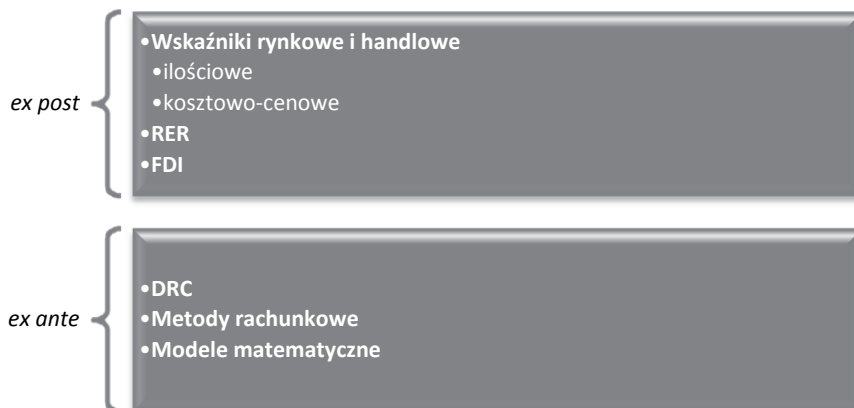 ex post
•Wskaźniki rynkowe i handlowe
•ilościowe
•kosztowo-cenowe
•RER
•FDI
ex ante
•DRC
•Metody rachunkowe
•Modele matematyczne